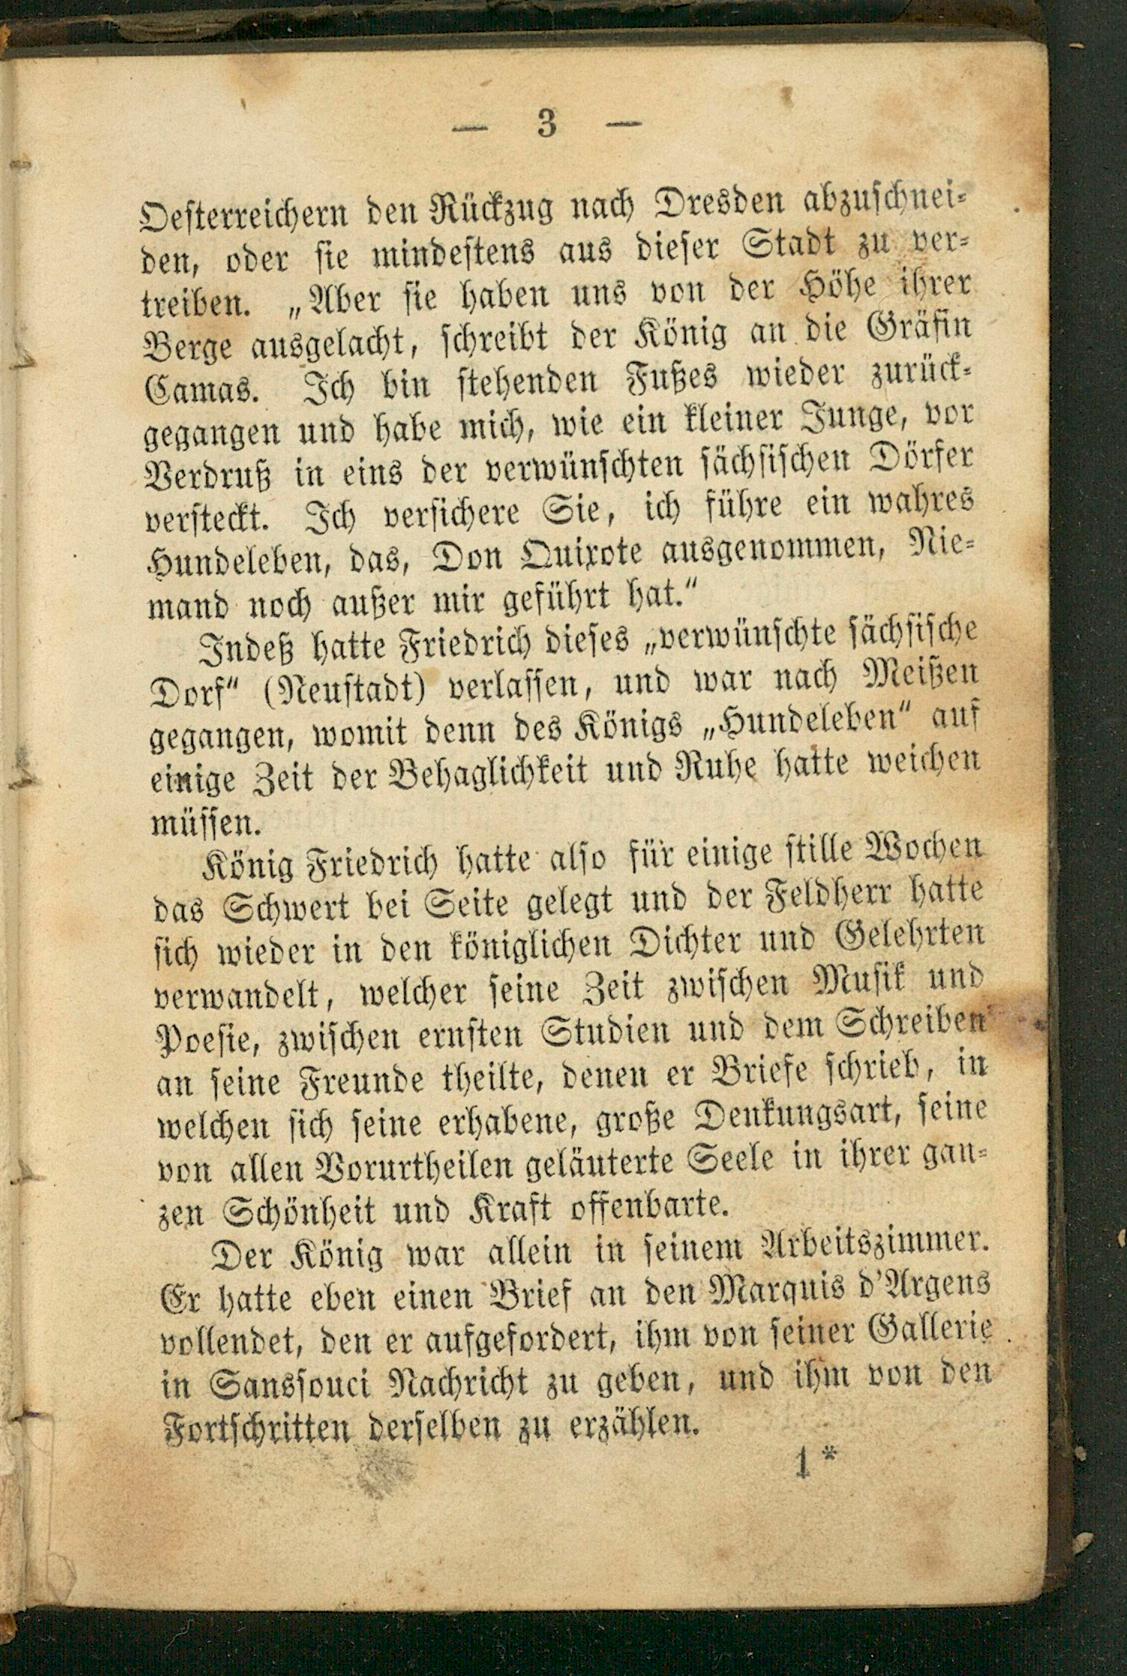 — 3 —
Oesterreichern den Rückzug nach Dresden abzuschnei-
den, oder sie mindestens aus dieser Stadt zu ver-
treiben. „Aber sie haben uns von der Höhe ihrer
Berge ausgelacht, schreibt der König an die Gräfin
Camas. Ich bin stehenden Fußes wieder zurück-
gegangen und habe mich, wie ein kleiner Junge, vor
Verdruß in eins der verwünschten sächsischen Dörfer
versteckt. Ich versichere Sie, ich führe ein wahres
Hundeleben, das, Don Quixote ausgenommen, Nie-
mand noch außer mir geführt hat.“
Indeß hatte Friedrich dieses „verwünschte sächsische
Dorf“ (Neustadt) verlassen, und war nach Meißen
gegangen, womit denn des Königs „Hundeleben“ auf
einige Zeit der Behaglichkeit und Ruhe hatte weichen
müssen.
König Friedrich hatte also für einige stille Wochen
das Schwert bei Seite gelegt und der Feldherr hatte
sich wieder in den königlichen Dichter und Gelehrten
verwandelt, welcher seine Zeit zwischen Musik und
Poesie, zwischen ernsten Studien und dem Schreiben
an seine Freunde theilte, denen er Briefe schrieb, in
welchen sich seine erhabene, große Denkungsart, seine
von allen Vorurtheilen geläuterte Seele in ihrer gan-
zen Schönheit und Kraft offenbarte.
Der König war allein in seinem Arbeitszimmer.
Er hatte eben einen Brief an den Marquis d'Argens
vollendet, den er aufgefordert, ihm von seiner Gallerie
in Sanssouci Nachricht zu geben, und ihm von den
Fortschritten derselben zu erzählen.
1*